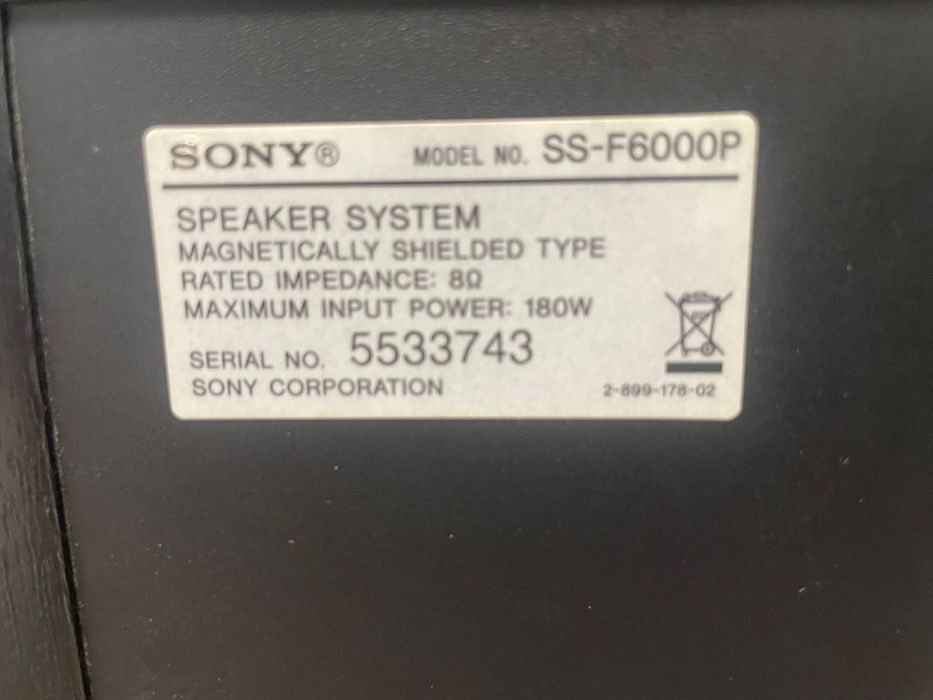 SONY® MODEL NO. SS-F6000P
SPEAKER SYSTEM
MAGNETICALLY SHIELDED TYPE
RATED IMPEDANCE: 8Ω
MAXIMUM INPUT POWER: 180W
SERIAL NO. 5533743
SONY CORPORATION 2-899-178-02